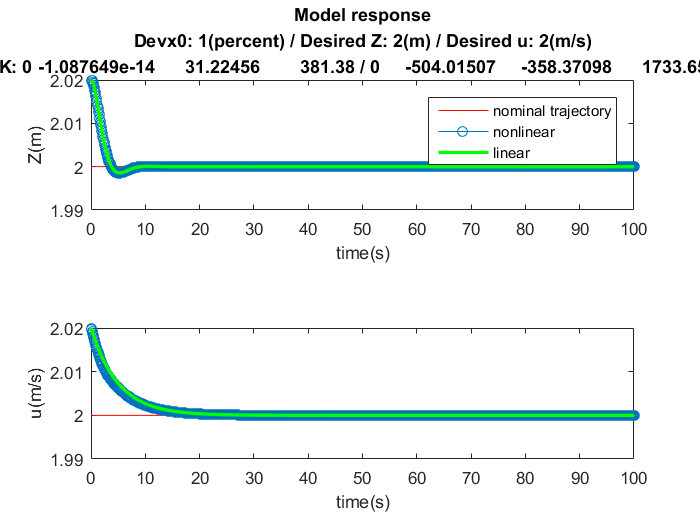 Model response
Devx0: 1(percent) / Desired Z: 2(m) / Desired u: 2(m/s)
K: 0 -1.087649e-14 31.22456 381.38 / 0 -504.01507 -358.37098 1733.65
2.02
2.01
2
1.99
Z(m)
nominal trajectory
nonlinear
linear
0 10 20 30 40 50 60 70 80 90 100
time(s)
2.02
2.01
2
1.99
u(m/s)
0 10 20 30 40 50 60 70 80 90 100
time(s)